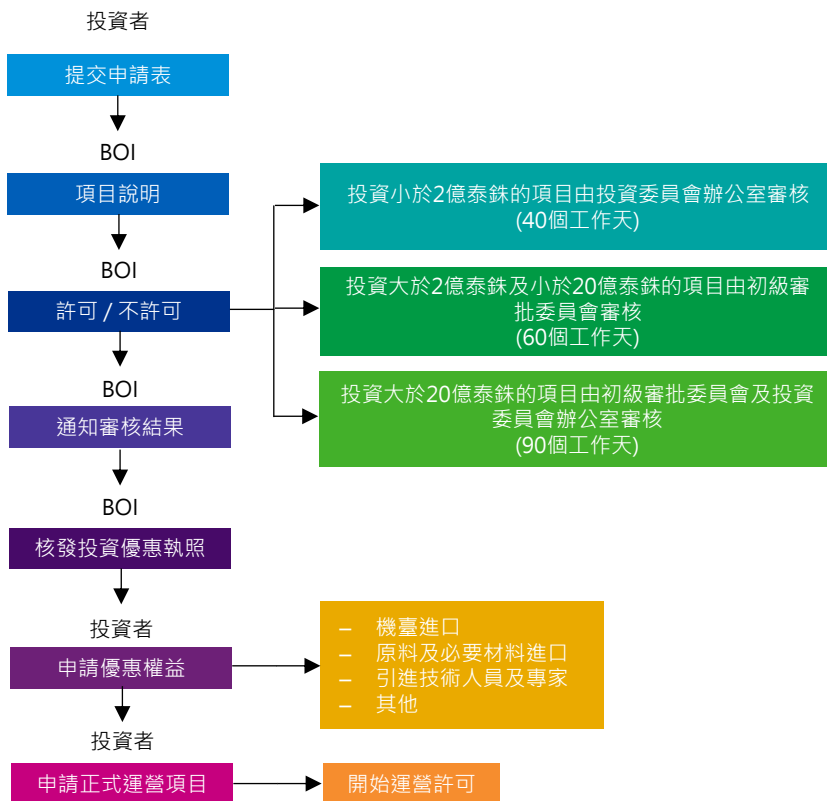 投資者
提交申請表
BOI
項目說明
BOI
許可 / 不許可
投資小於2億泰銖的項目由投資委員會辦公室審核
(40個工作天)
投資大於2億泰銖及小於20億泰銖的項目由初級審
批委員會審核
(60個工作天)
投資大於20億泰銖的項目由初級審批委員會及投資
委員會辦公室審核
(90個工作天)
BOI
通知審核結果
BOI
核發投資優惠執照
投資者
申請優惠權益
– 機臺進口
– 原料及必要材料進口
– 引進技術人員及專家
– 其他
投資者
申請正式運營項目
開始運營許可